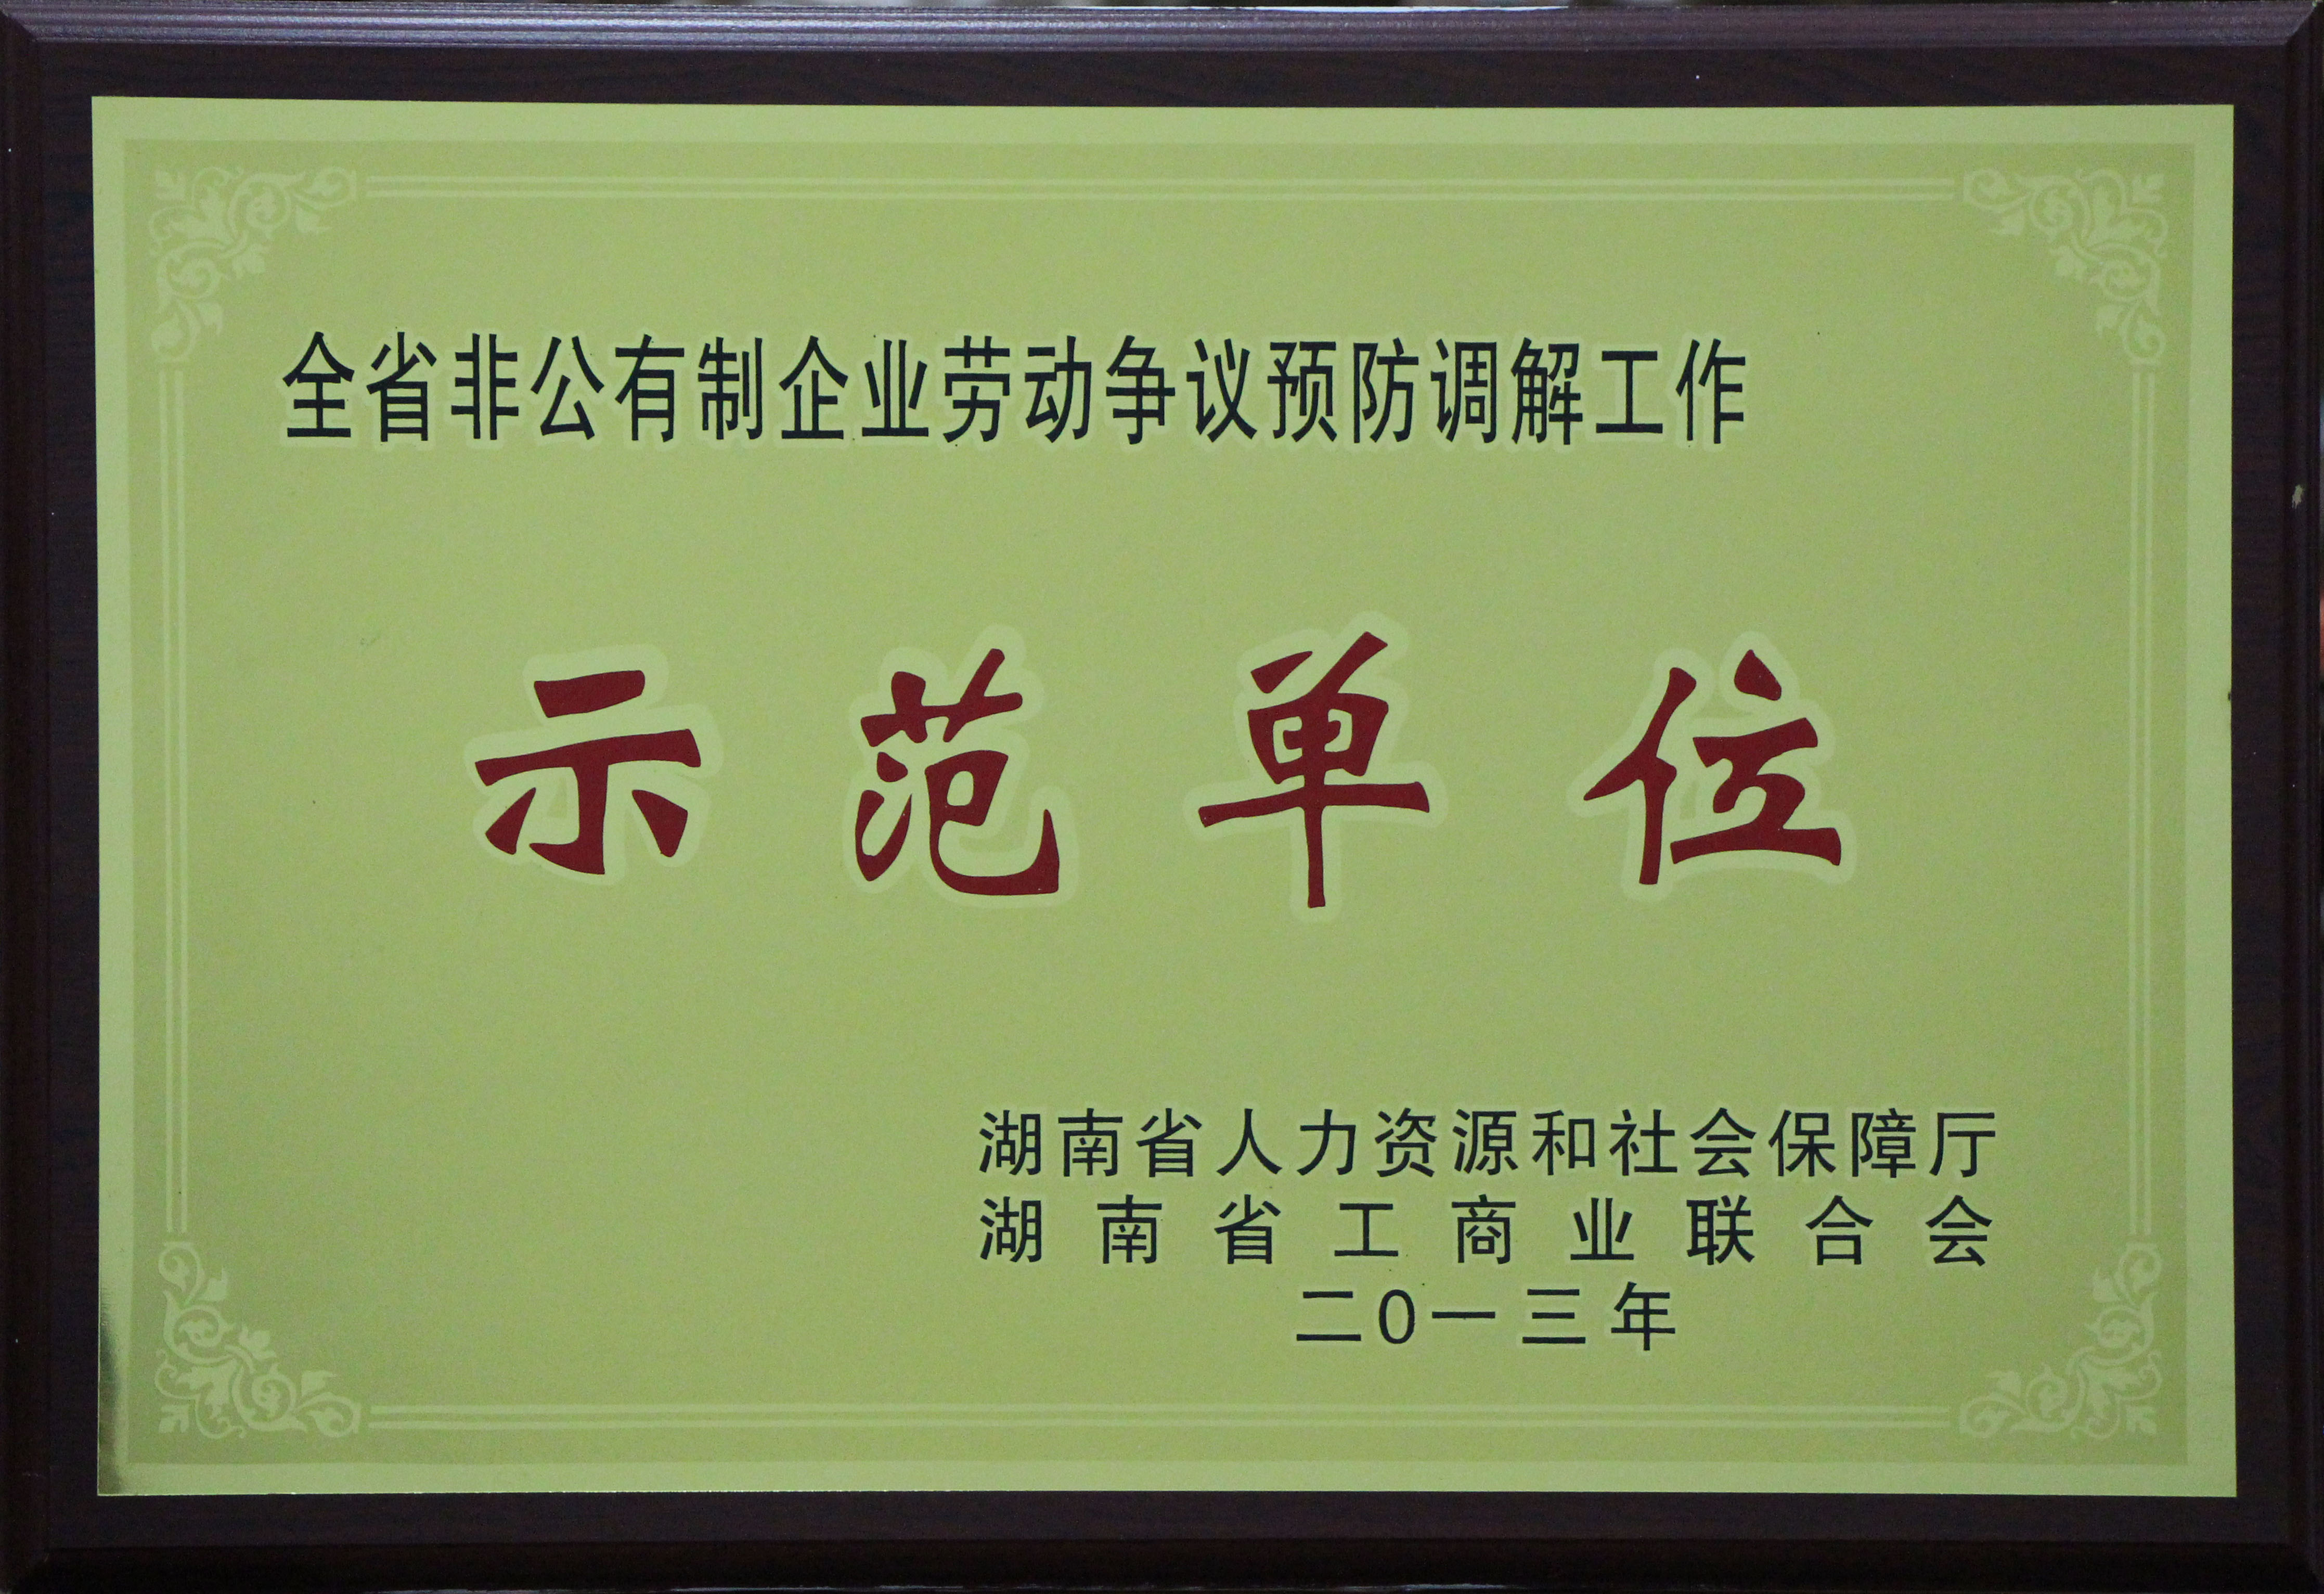 全省非公有制企业劳动争议预防调解工作
示范单位
湖南省人力资源和社会保障厅
湖南省工商业联合会
二0一三年